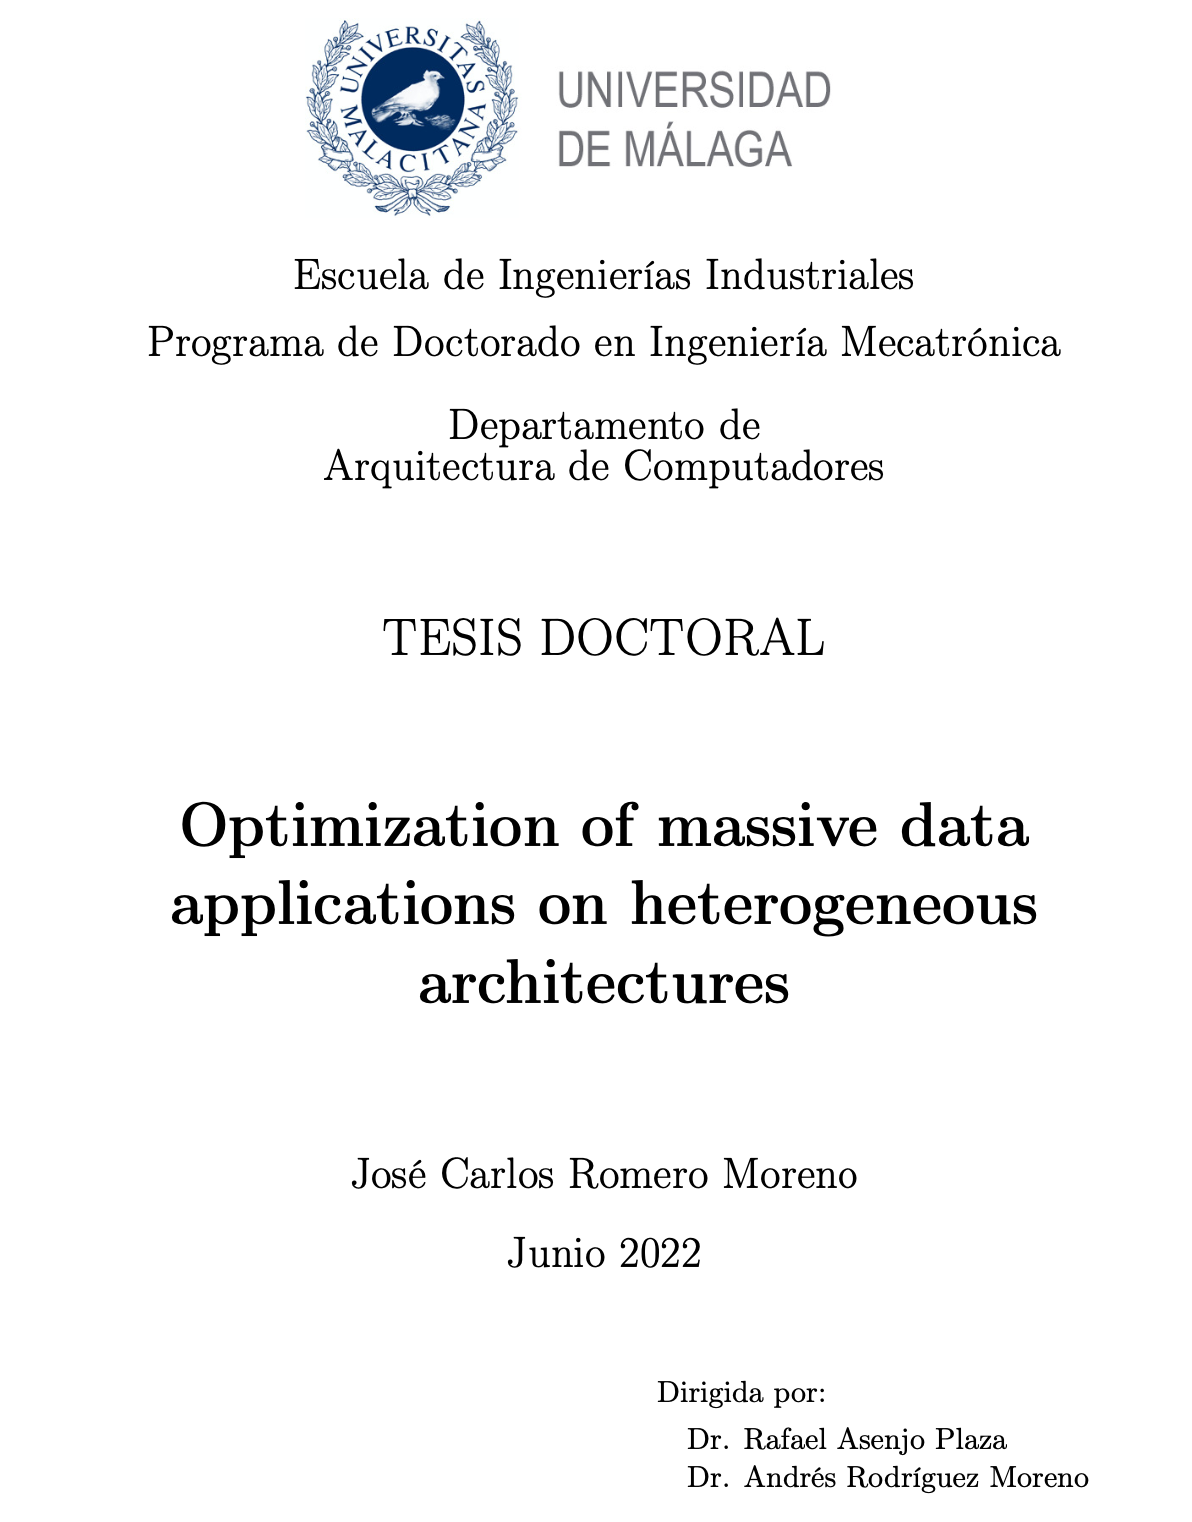 UNIVERSITAS
MALACITANA
UNIVERSIDAD
DE MÁLAGA
Escuela de Ingenierías Industriales
Programa de Doctorado en Ingeniería Mecatrónica
Departamento de
Arquitectura de Computadores
TESIS DOCTORAL
Optimization of massive data
applications on heterogeneous
architectures
José Carlos Romero Moreno
Junio 2022
Dirigida por:
Dr. Rafael Asenjo Plaza
Dr. Andrés Rodríguez Moreno